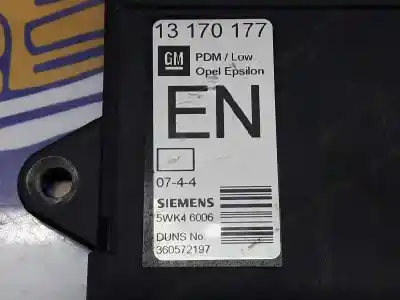 13 170 177
GM
PDM / Low
Opel Epsilon
EN
07-4-4
SIEMENS
5WK4 6006
DUNS No
360572197